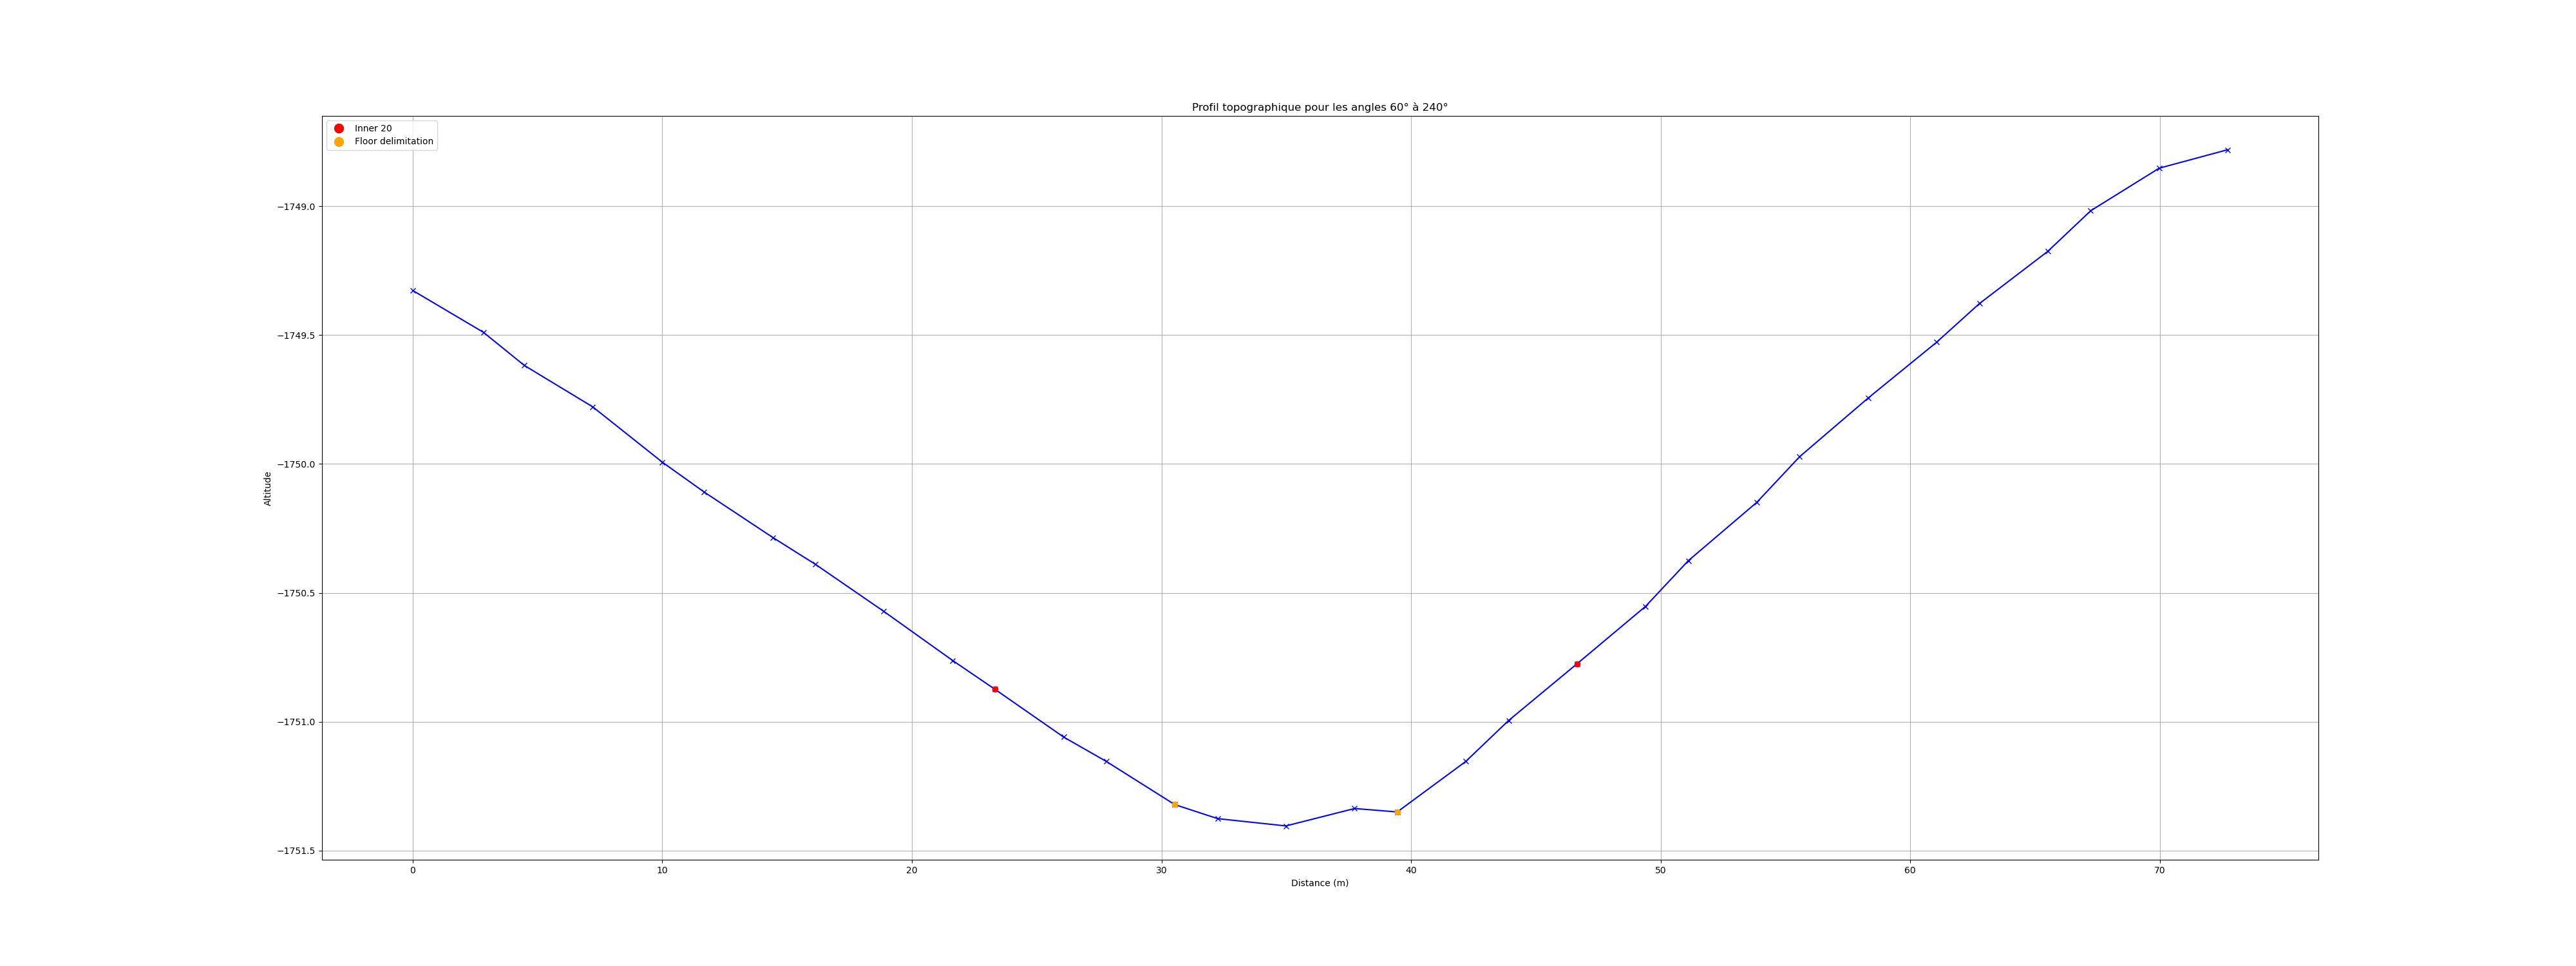 Profil topographique pour les angles 60° à 240°
Inner 20
Floor delimitation
−1749.0
−1749.5
−1750.0
−1750.5
−1751.0
−1751.5
Altitude
0 10 20 30 40 50 60 70
Distance (m)